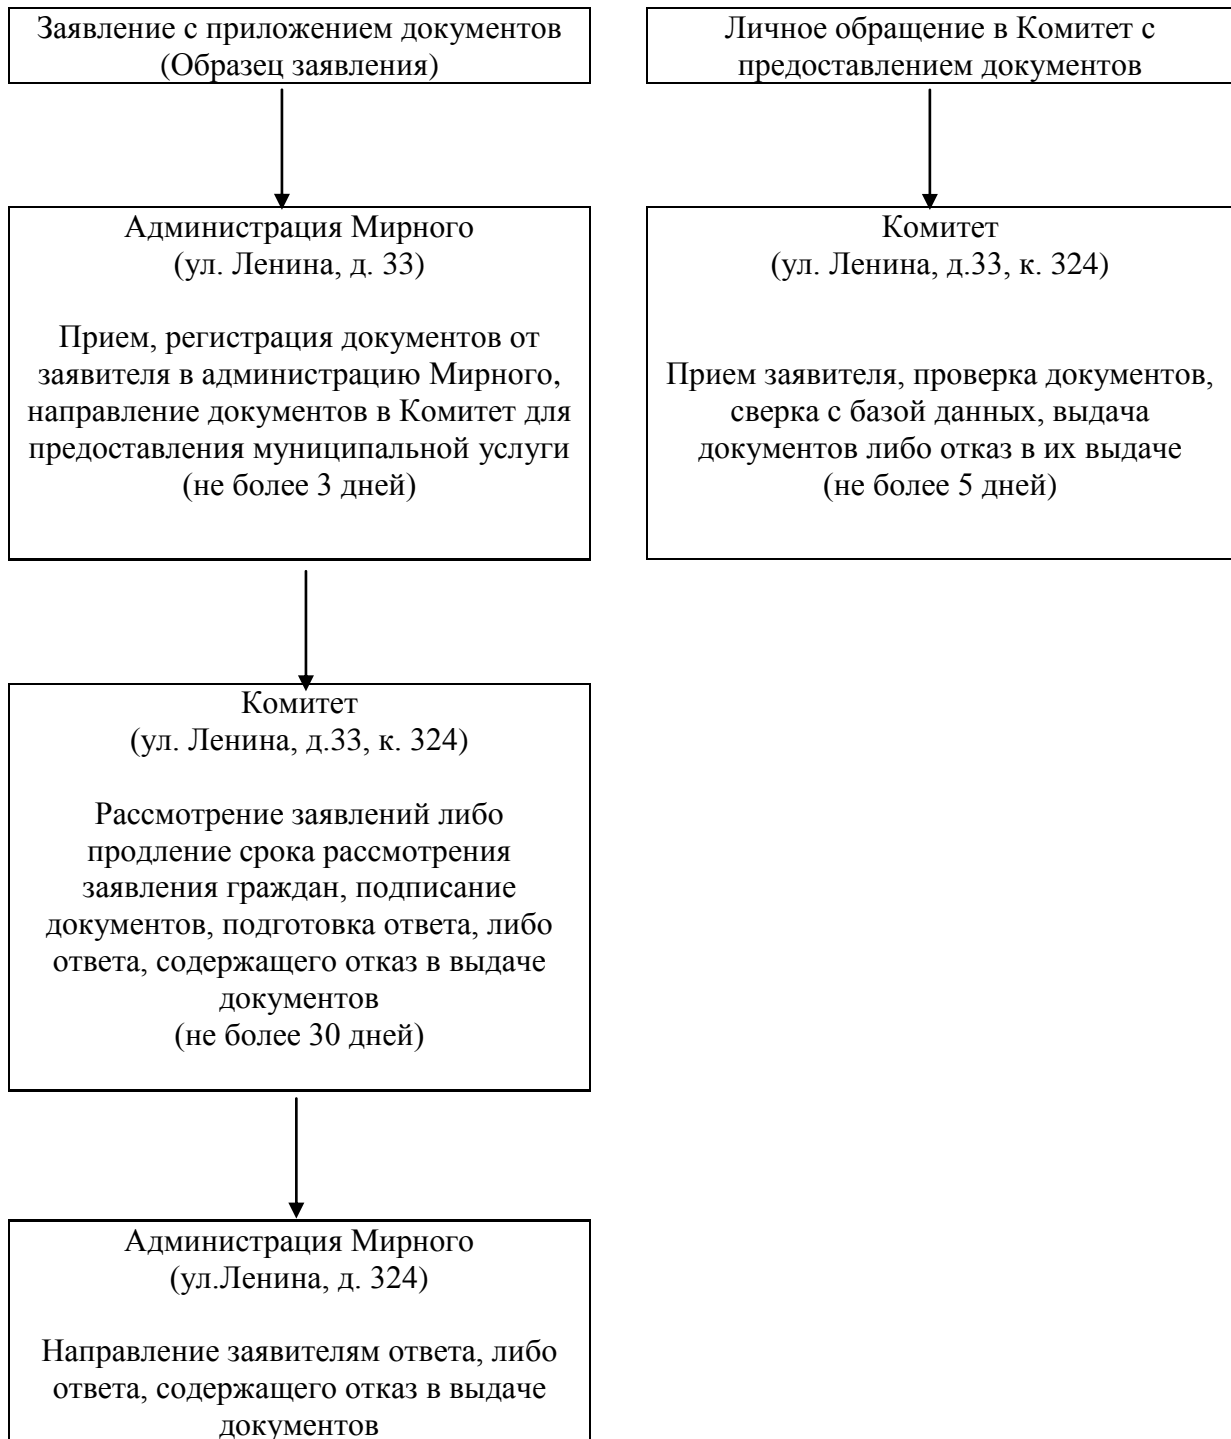 Заявление с приложением документов
(Образец заявления)
Личное обращение в Комитет с
предоставлением документов
Администрация Мирного
(ул. Ленина, д. 33)
Прием, регистрация документов от
заявителя в администрацию Мирного,
направление документов в Комитет для
предоставления муниципальной услуги
(не более 3 дней)
Комитет
(ул. Ленина, д.33, к. 324)
Прием заявителя, проверка документов,
сверка с базой данных, выдача
документов либо отказ в их выдаче
(не более 5 дней)
Комитет
(ул. Ленина, д.33, к. 324)
Рассмотрение заявлений либо
продление срока рассмотрения
заявления граждан, подписание
документов, подготовка ответа, либо
ответа, содержащего отказ в выдаче
документов
(не более 30 дней)
Администрация Мирного
(ул.Ленина, д. 324)
Направление заявителям ответа, либо
ответа, содержащего отказ в выдаче
документов